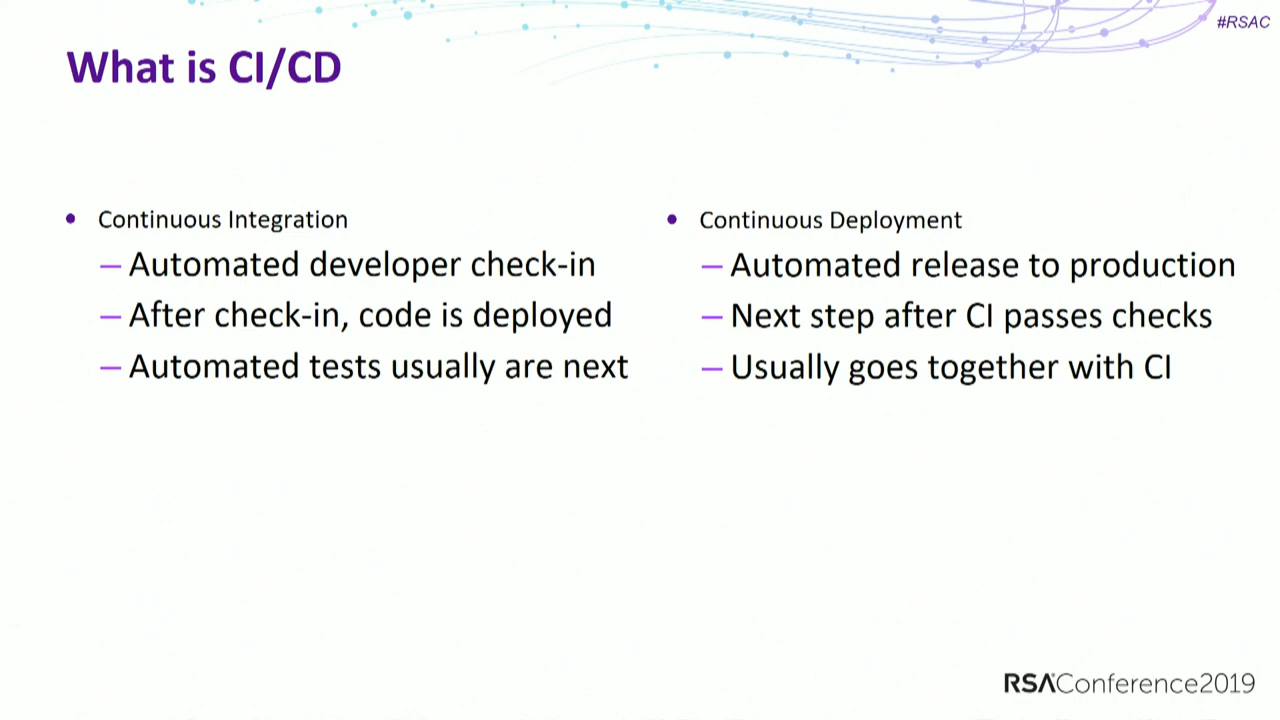 #RSAC
What is CI/CD
• Continuous Integration
– Automated developer check-in
– After check-in, code is deployed
– Automated tests usually are next
• Continuous Deployment
– Automated release to production
– Next step after CI passes checks
– Usually goes together with CI
RSAConference2019